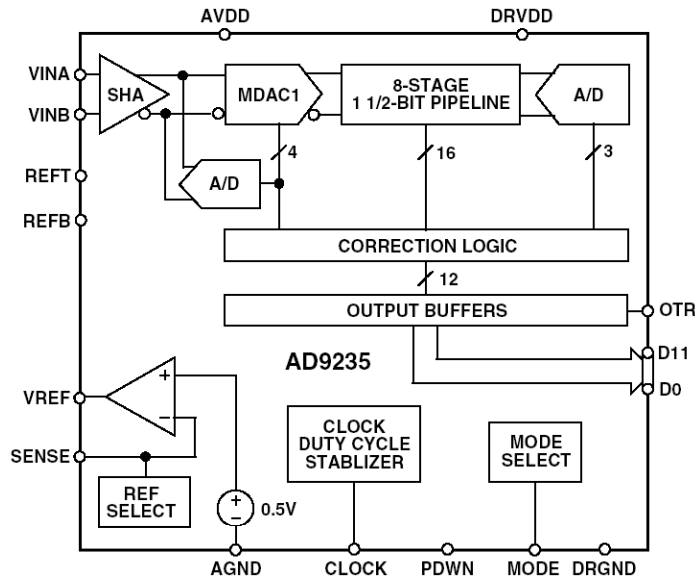 AVDD
DRVDD
VINA
VINB
SHA
MDAC1
8-STAGE
1 1/2-BIT PIPELINE
A/D
REFT
REFB
A/D
4
16
3
CORRECTION LOGIC
12
OUTPUT BUFFERS
OTR
AD9235
D11
D0
VREF
+
−
SENSE
REF
SELECT
CLOCK
DUTY CYCLE
STABLIZER
MODE
SELECT
+
−
0.5V
AGND
CLOCK
PDWN
MODE
DRGND